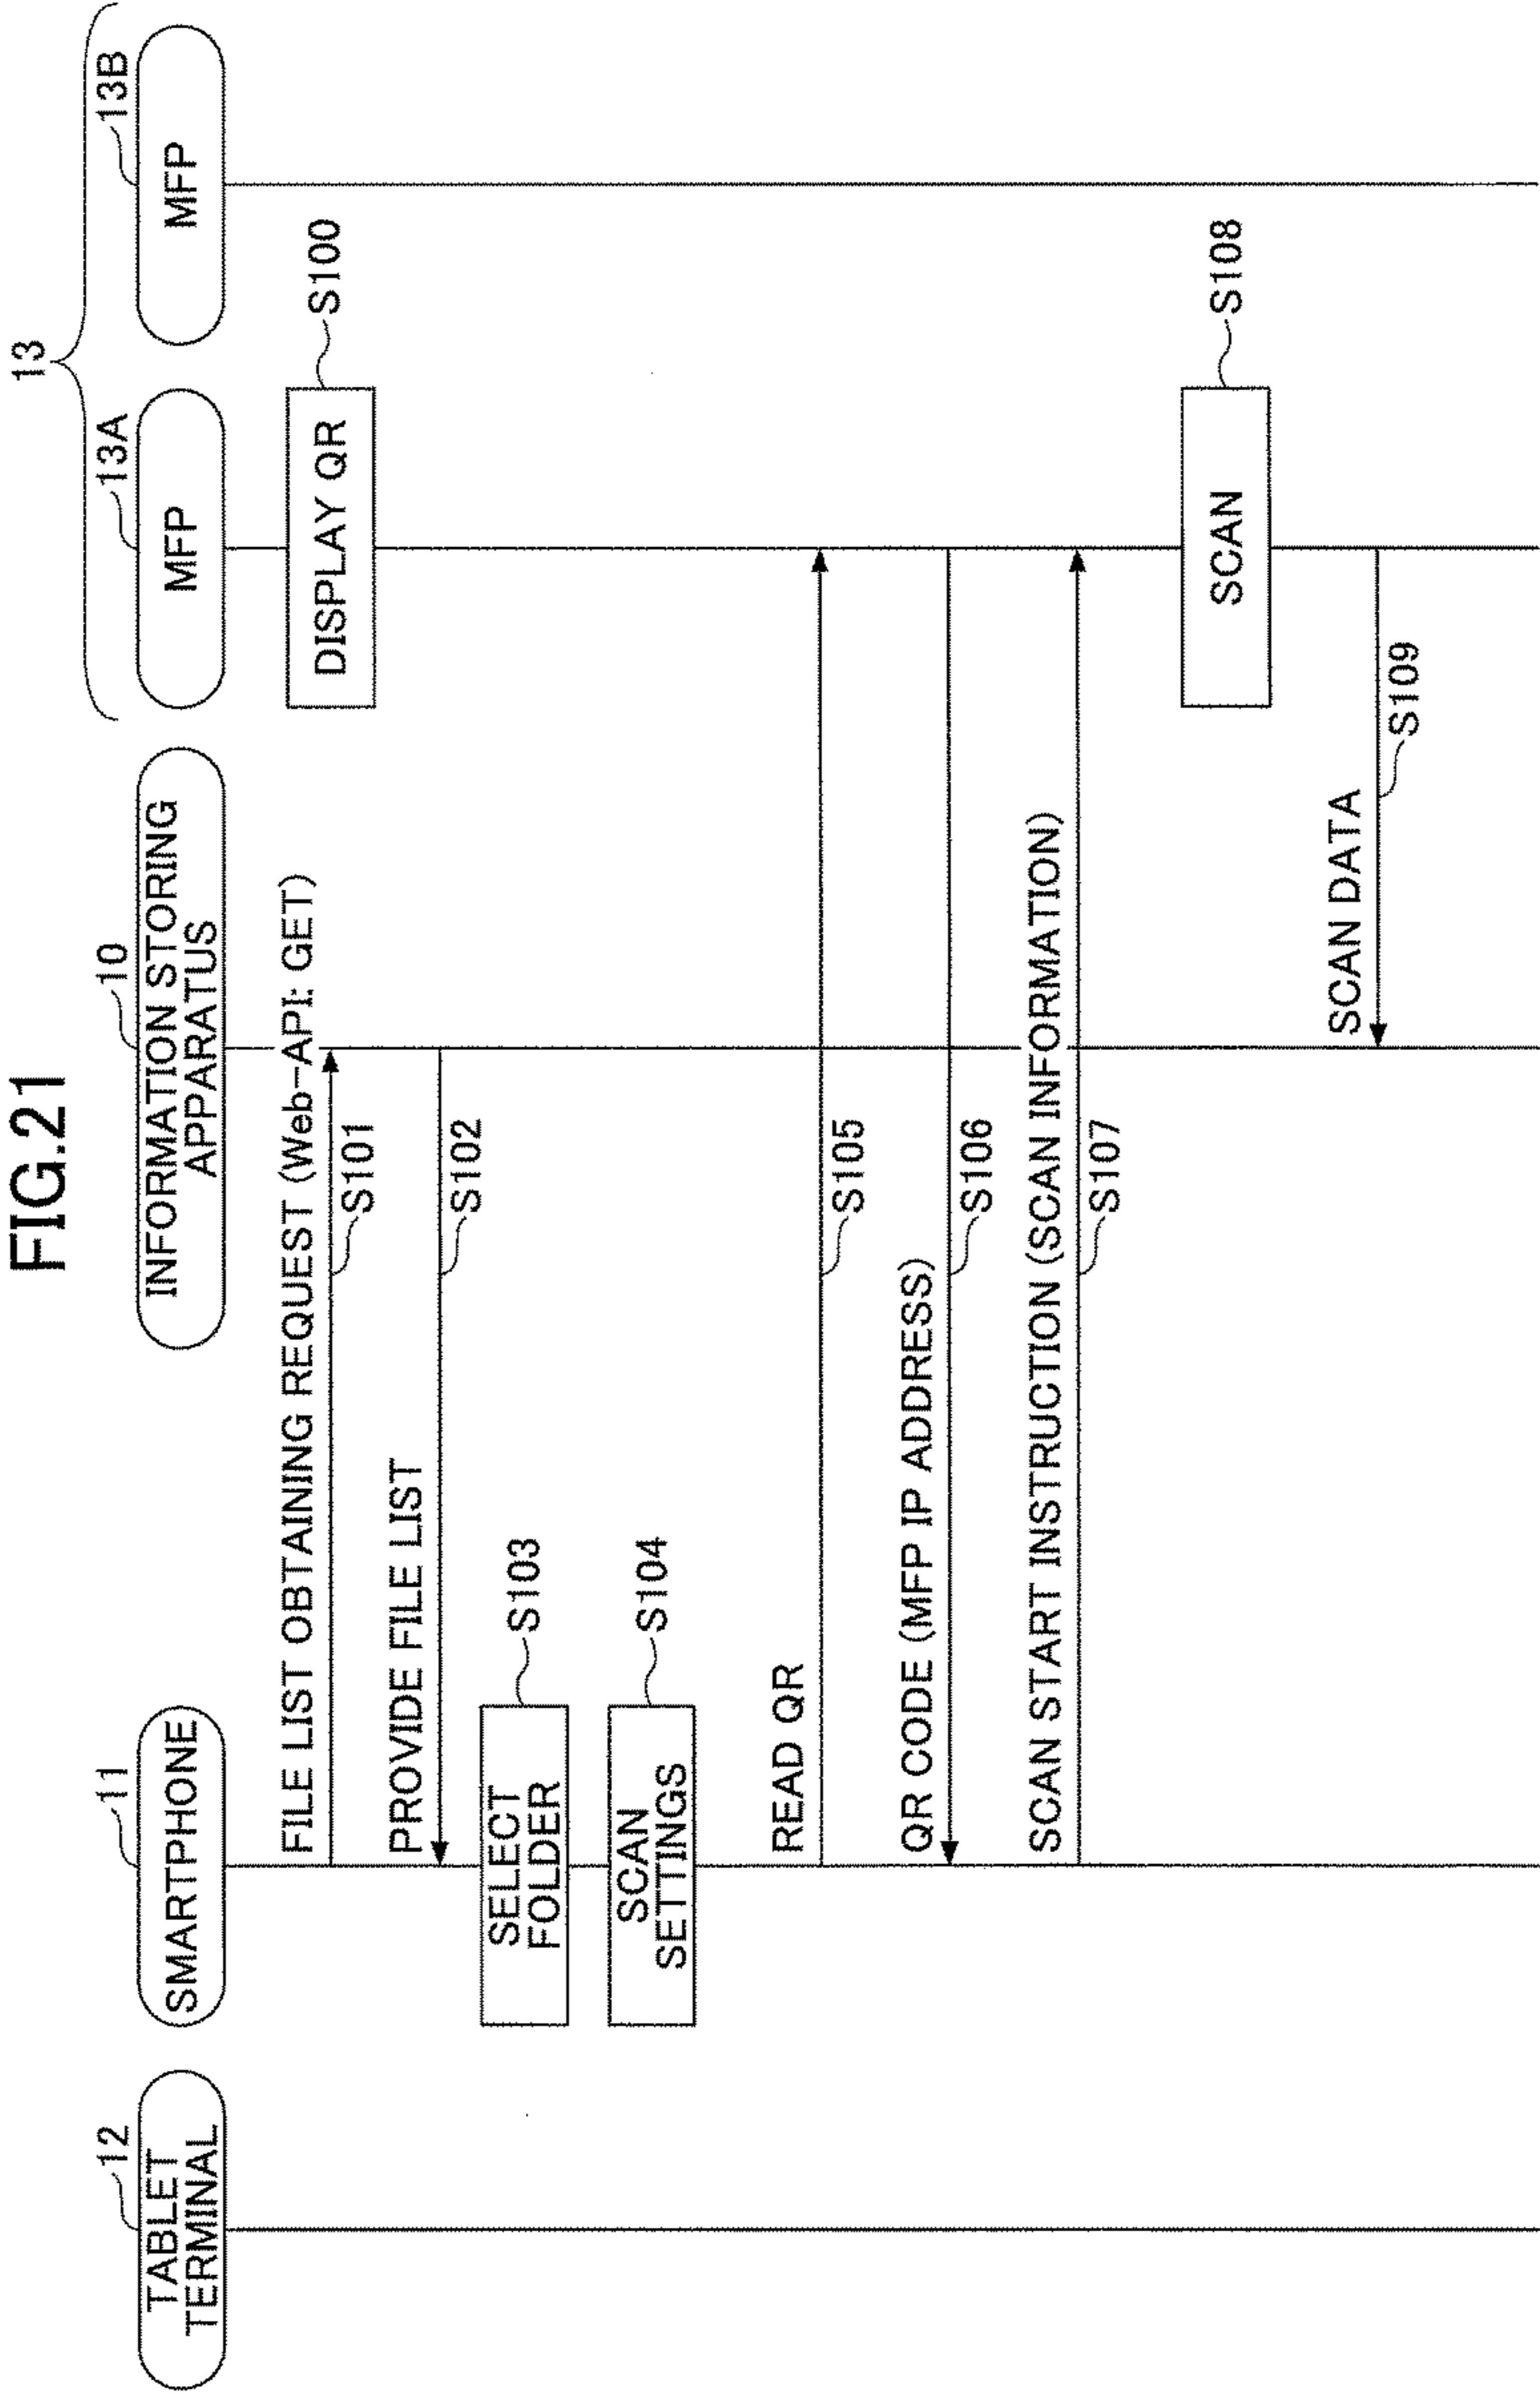 FIG.21
12
TABLET
TERMINAL
11
SMARTPHONE
10
INFORMATION STORING
APPARATUS
13
13A
MFP
13B
MFP
DISPLAY QR
S100
FILE LIST OBTAINING REQUEST (Web-API: GET)
S101
PROVIDE FILE LIST
S102
SELECT
FOLDER
S103
SCAN
SETTINGS
S104
READ QR
S105
QR CODE (MFP IP ADDRESS)
S106
SCAN START INSTRUCTION (SCAN INFORMATION)
S107
SCAN
S108
SCAN DATA
S109